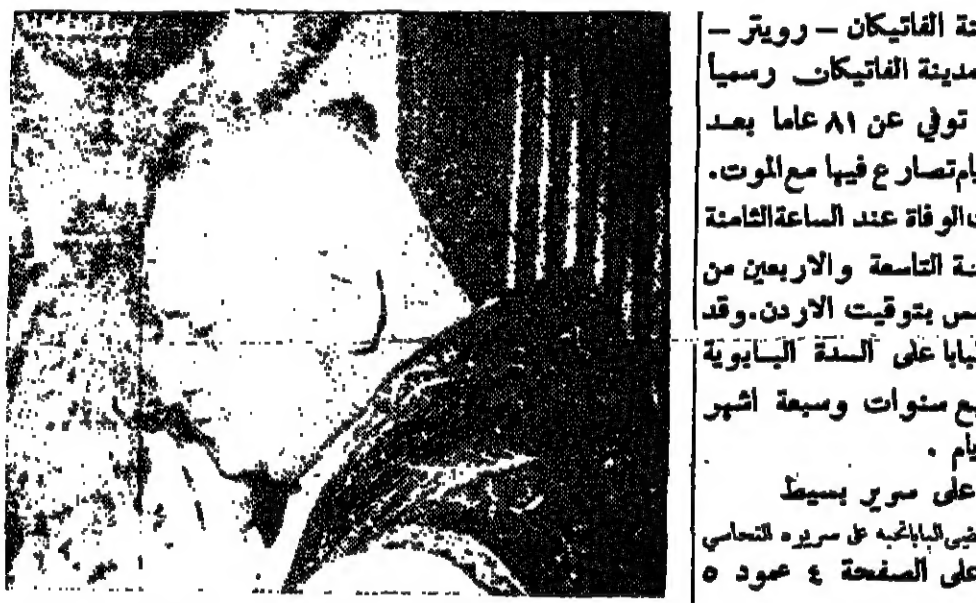 نة الفاتيكان – رويتر –
مدينة الفاتيكان رسمياً
توفي عن ٨١ عاما بعد
يام تصارع فيها مع الموت.
الوفاة عند الساعة الثامنة
التاسعة والاربعين من
س بتوقيت الاردن. وقد
لبابا على السدة البابوية
ع سنوات وسبعة اشهر
يام .
على سرير بسيط
البابا نحبه على سريره النحاسي
على الصفحة ٤ عمود ٥